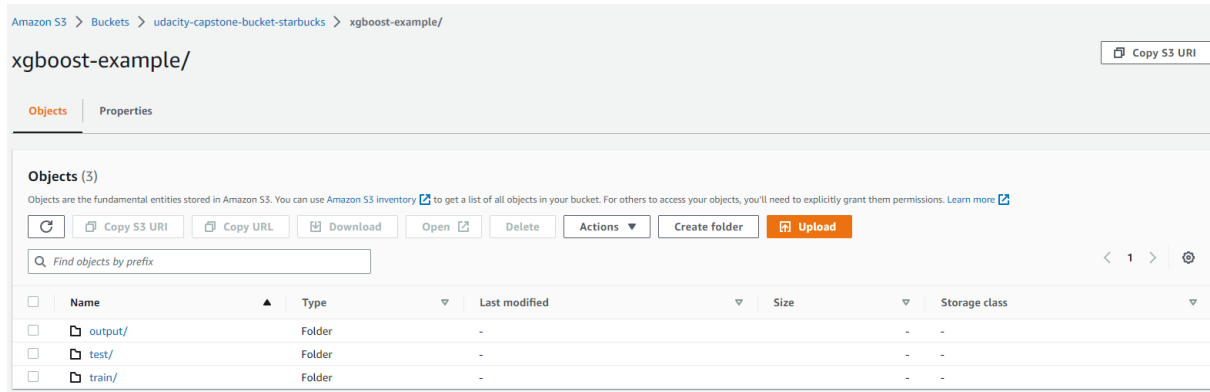 Amazon S3 > Buckets > udacity-capstone-bucket-starbucks > xgboost-example/
xgboost-example/
Copy S3 URI
Objects Properties
Objects (3)
Objects are the fundamental entities stored in Amazon S3. You can use Amazon S3 inventory to get a list of all objects in your bucket. For others to access your objects, you'll need to explicitly grant them permissions. Learn more
Copy S3 URI Copy URL Download Open Delete Actions Create folder Upload
Find objects by prefix
< 1 >
Name Type Last modified Size Storage class
output/ Folder - - -
test/ Folder - - -
train/ Folder - - -